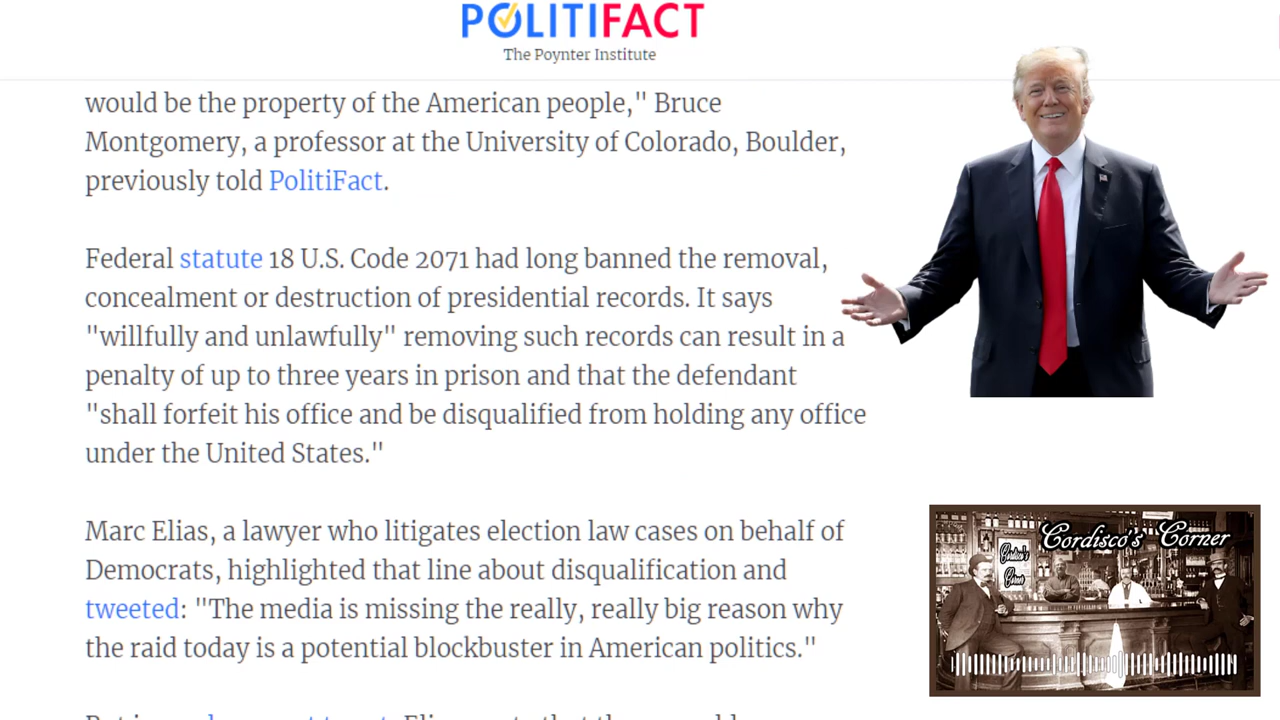 POLITIFACT
The Poynter Institute
would be the property of the American people," Bruce
Montgomery, a professor at the University of Colorado, Boulder,
previously told PolitiFact.
Federal statute 18 U.S. Code 2071 had long banned the removal,
concealment or destruction of presidential records. It says
"willfully and unlawfully" removing such records can result in a
penalty of up to three years in prison and that the defendant
"shall forfeit his office and be disqualified from holding any office
under the United States."
Marc Elias, a lawyer who litigates election law cases on behalf of
Democrats, highlighted that line about disqualification and
tweeted: "The media is missing the really, really big reason why
the raid today is a potential blockbuster in American politics."
Cordisco's Corner
Cordisco's
Corner